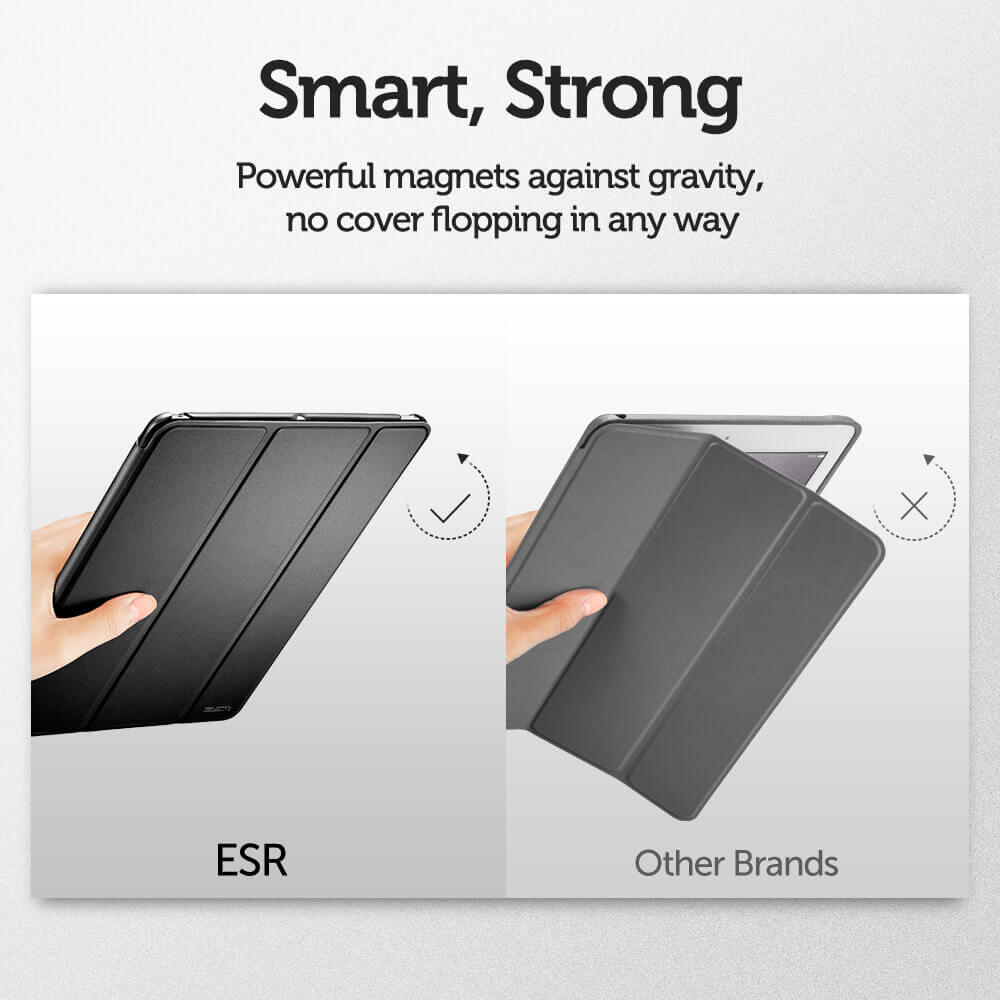 Smart, Strong
Powerful magnets against gravity,
no cover flopping in any way
ESR
ESR
Other Brands